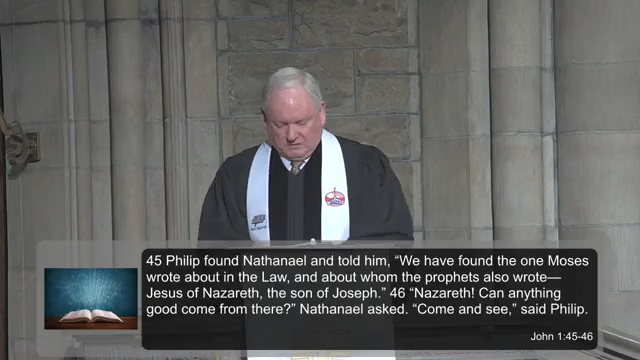 45 Philip found Nathanael and told him, “We have found the one Moses
wrote about in the Law, and about whom the prophets also wrote—
Jesus of Nazareth, the son of Joseph.” 46 “Nazareth! Can anything
good come from there?” Nathanael asked. “Come and see,” said Philip.
John 1:45-46